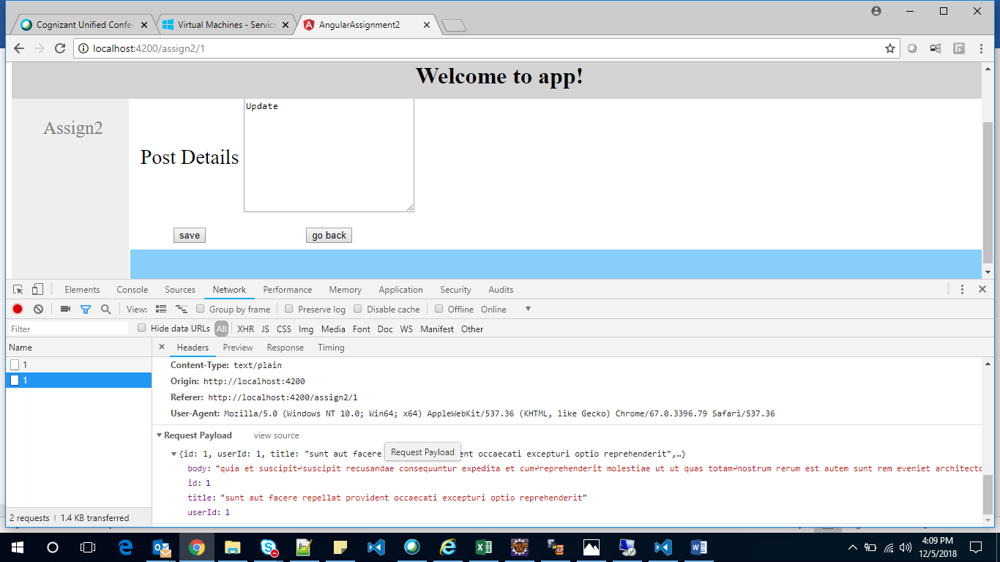 Cognizant Unified Confer
Virtual Machines - Service
AngularAssignment2
localhost:4200/assign2/1
Welcome to app!
Assign2
Update
Post Details
save
go back
Elements Console Sources Network Performance Memory Application Security Audits
View: Group by frame Preserve log Disable cache Offline Online
Filter Hide data URLs All XHR JS CSS Img Media Font Doc WS Manifest Other
Name
Headers Preview Response Timing
1
1
Content-Type: text/plain
Origin: http://localhost:4200
Referer: http://localhost:4200/assign2/1
User-Agent: Mozilla/5.0 (Windows NT 10.0; Win64; x64) AppleWebKit/537.36 (KHTML, like Gecko) Chrome/67.0.3396.79 Safari/537.36
Request Payload view source
{id: 1, userId: 1, title: "sunt aut facere ent occaecati excepturi optio reprehenderit",…}
Request Payload
body: "quia et suscipit↵suscipit recusandae consequuntur expedita et cum↵reprehenderit molestiae ut ut quas totam↵nostrum rerum est autem sunt rem eveniet architecto
id: 1
title: "sunt aut facere repellat provident occaecati excepturi optio reprehenderit"
userId: 1
2 requests | 1.4 KB transferred
4:09 PM
12/5/2018